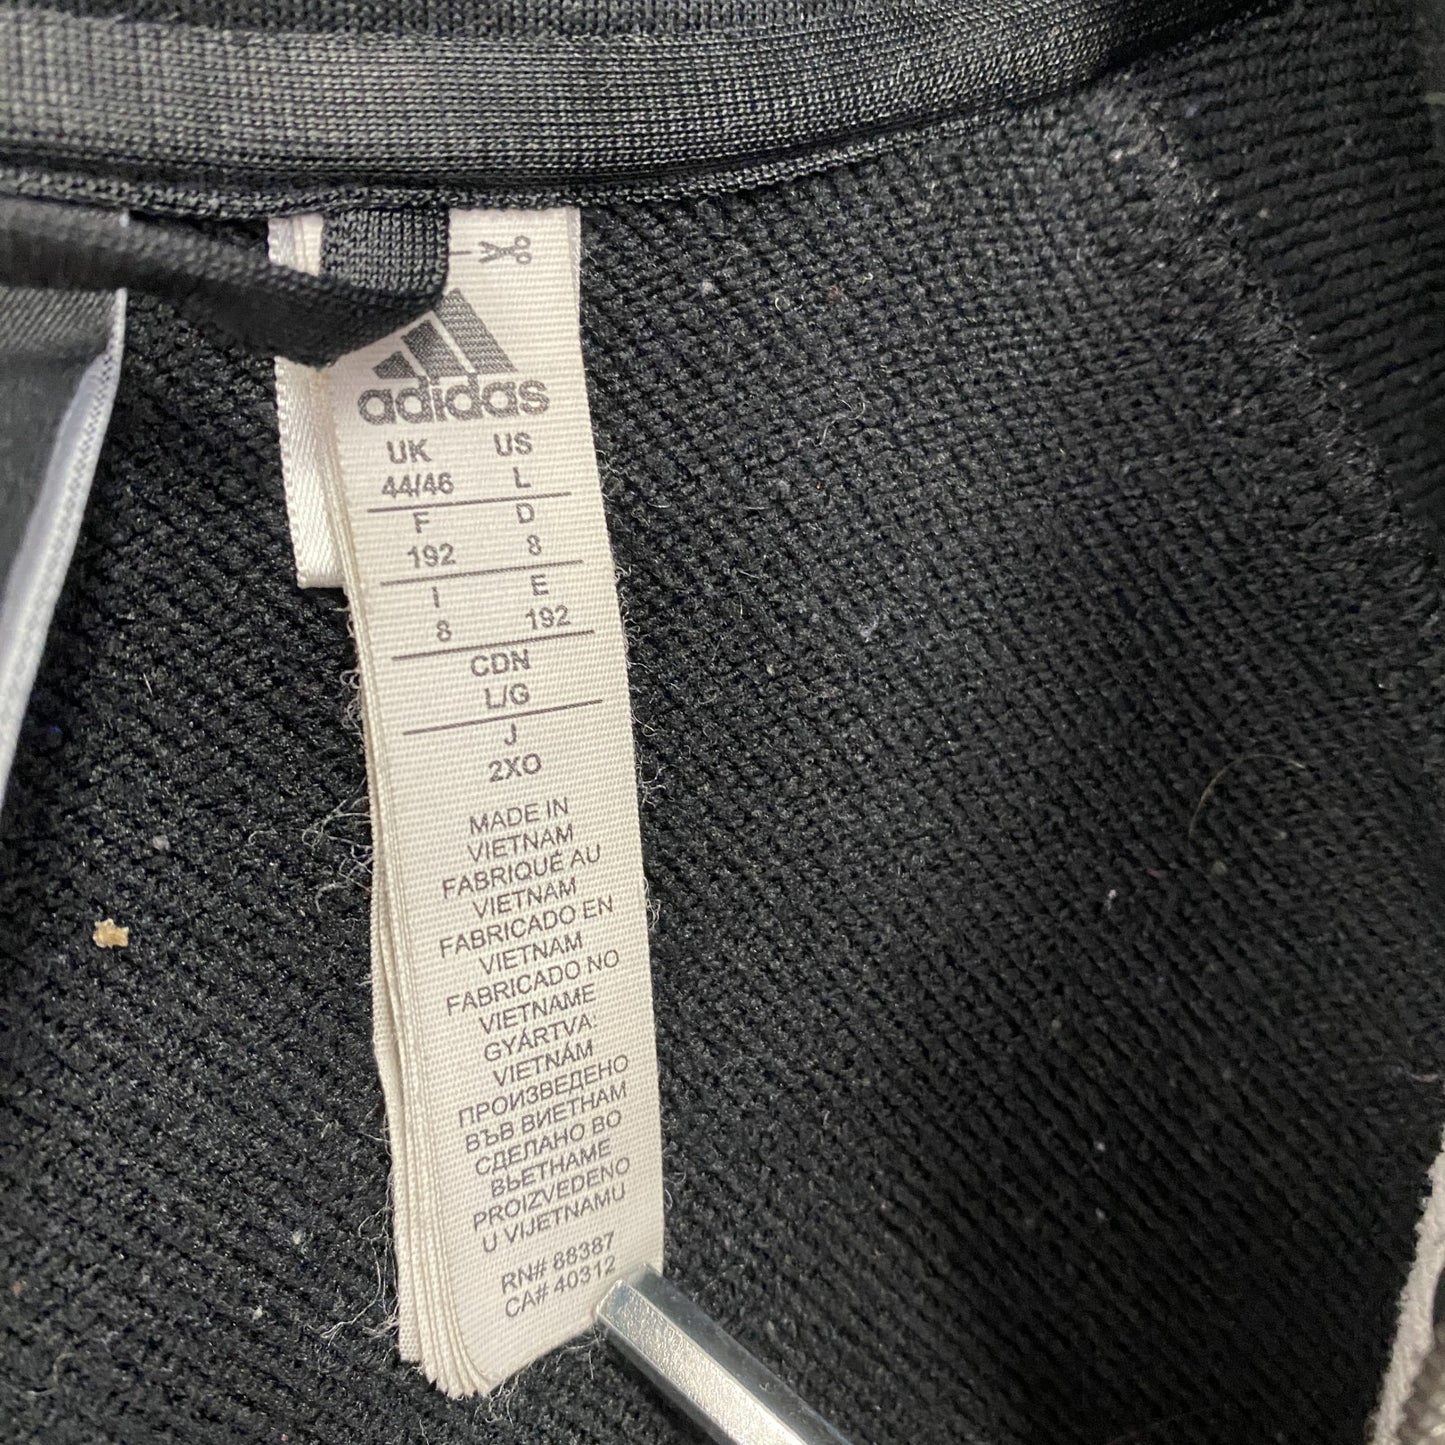 adidas
UK US
44/46 L
F D
192 8
I E
8 192
CDN
L/G
J
2XO
MADE IN
VIETNAM
FABRIQUÉ AU
VIETNAM
FABRICADO EN
VIETNAM
FABRICADO NO
VIETNAME
GYÁRTVA:
VIETNÁM
ПРОИЗВЕДЕНО
ВЪВ ВИЕТНАМ
СДЕЛАНО ВО
ВЬЕТНАМЕ
PROIZVEDENO
U VIJETNAMU
RN# 88387
CA# 40312